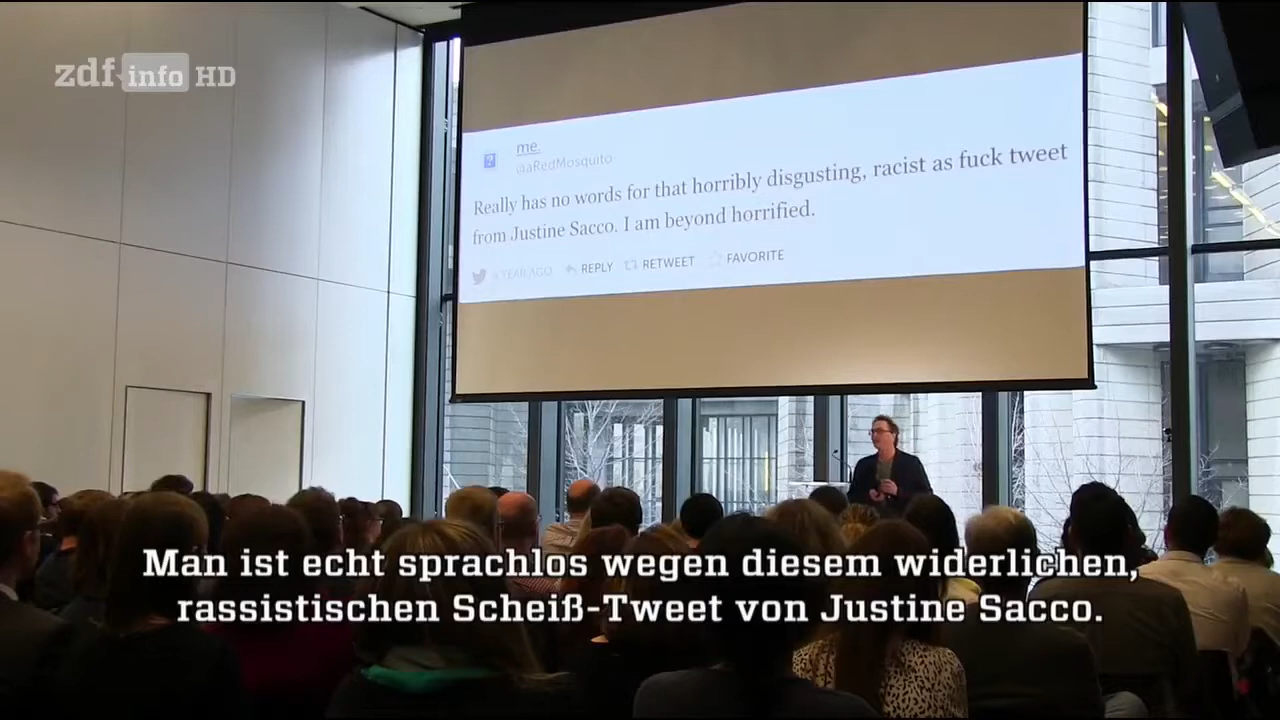 zdf info HD
me.
@aRedMosquito
Really has no words for that horribly disgusting, racist as fuck tweet
from Justine Sacco. I am beyond horrified.
A YEAR AGO REPLY RETWEET FAVORITE
Man ist echt sprachlos wegen diesem widerlichen,
rassistischen Scheiß-Tweet von Justine Sacco.